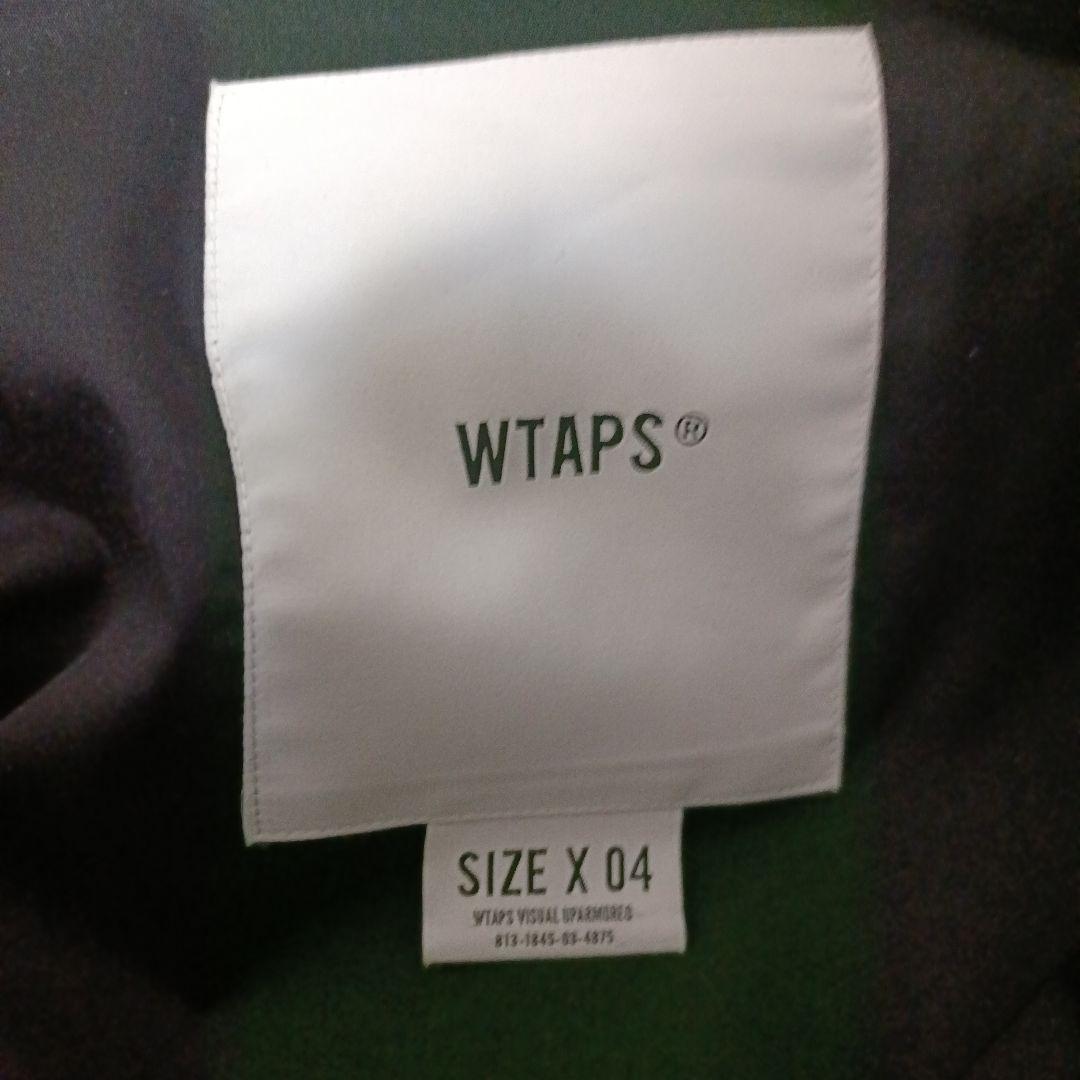 WTAPS®
SIZE X 04
WTAPS VISUAL UPARMORED
813-1845-03-4875